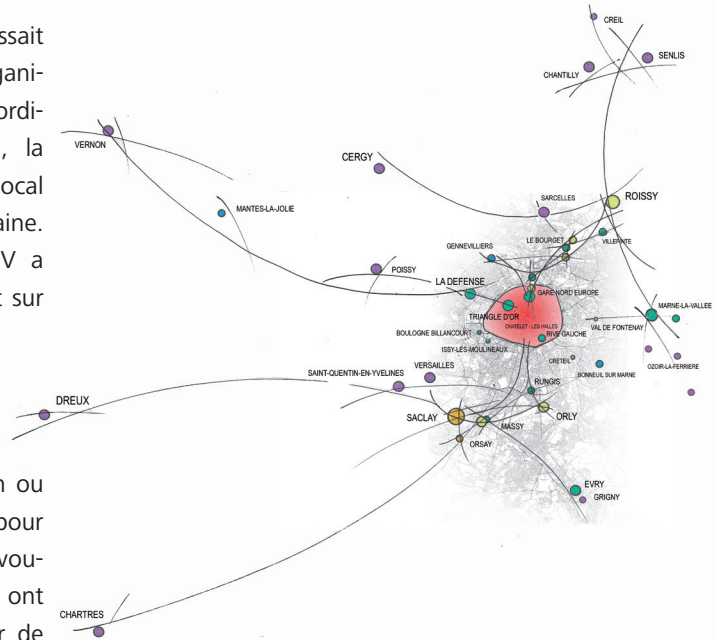 ssait
gani-
ordi-
, la
ocal
aine.
V a
t sur
n ou
pour
vou-
ont
r de
CREIL
SENLIS
CHANTILLY
VERNON
CERGY
MANTES-LA-JOLIE
SARCELLES
ROISSY
GENNEVILLIERS
LE BOURGET
VILLEPINTE
POISSY
LA DEFENSE
GARE NORD EUROPE
MARNE-LA-VALLEE
TRIANGLE D'OR
CHATELET - LES HALLES
VAL DE FONTENAY
BOULOGNE BILLANCOURT
RIVE GAUCHE
ISSY-LES-MOULINEAUX
CRETEIL
OZOIR-LA-FERRIERE
BONNEUIL SUR MARNE
SAINT-QUENTIN-EN-YVELINES
VERSAILLES
RUNGIS
DREUX
SACLAY
MASSY
ORLY
ORSAY
EVRY
GRIGNY
CHARTRES